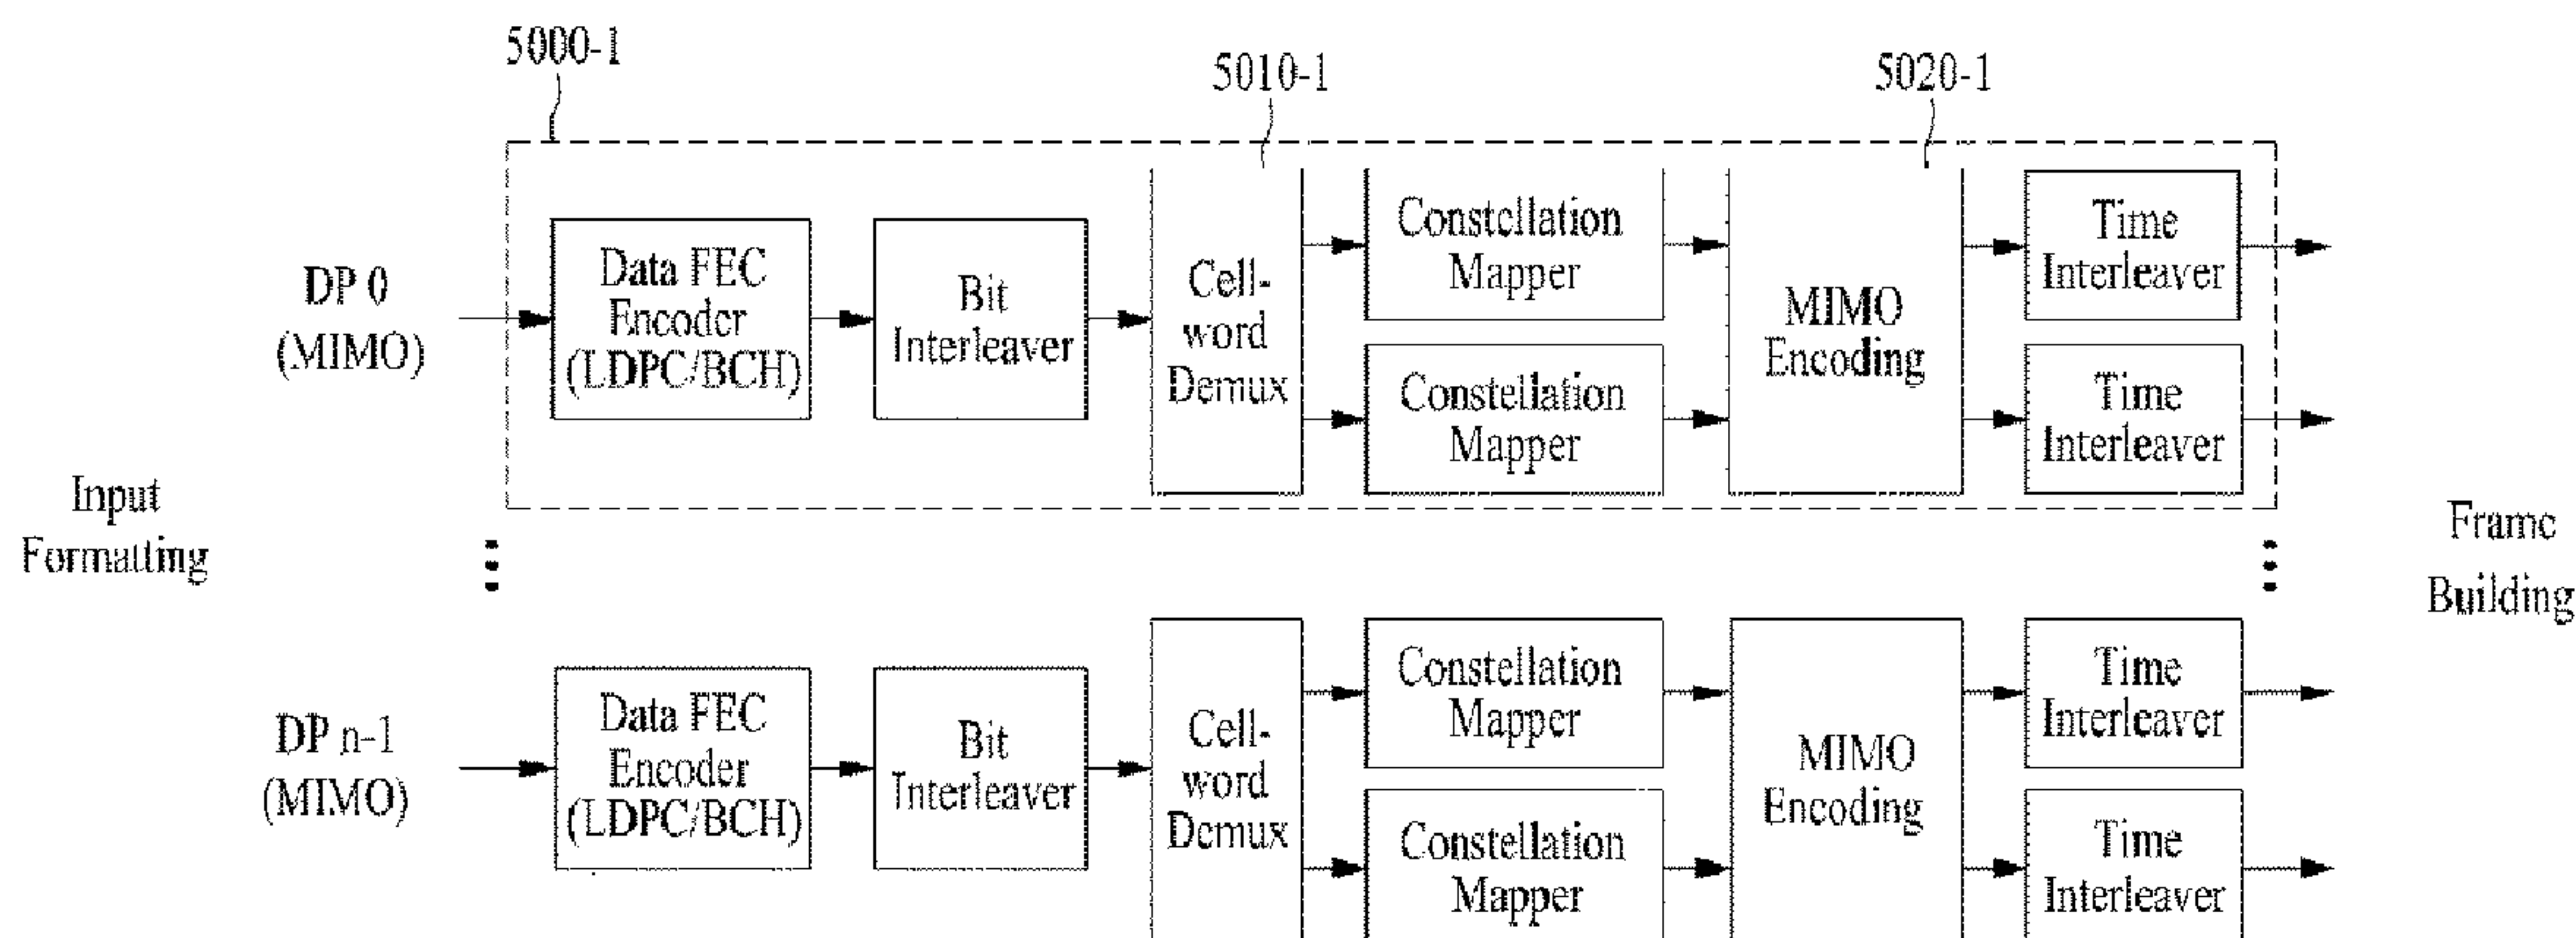 5000-1
5010-1
5020-1
DP 0
(MIMO)
Data FEC
Encoder
(LDPC/BCH)
Bit
Interleaver
Cell-
word
Demux
Constellation
Mapper
Constellation
Mapper
MIMO
Encoding
Time
Interleaver
Time
Interleaver
Input
Formatting
Frame
Building
DP n-1
(MIMO)
Data FEC
Encoder
(LDPC/BCH)
Bit
Interleaver
Cell-
word
Demux
Constellation
Mapper
Constellation
Mapper
MIMO
Encoding
Time
Interleaver
Time
Interleaver